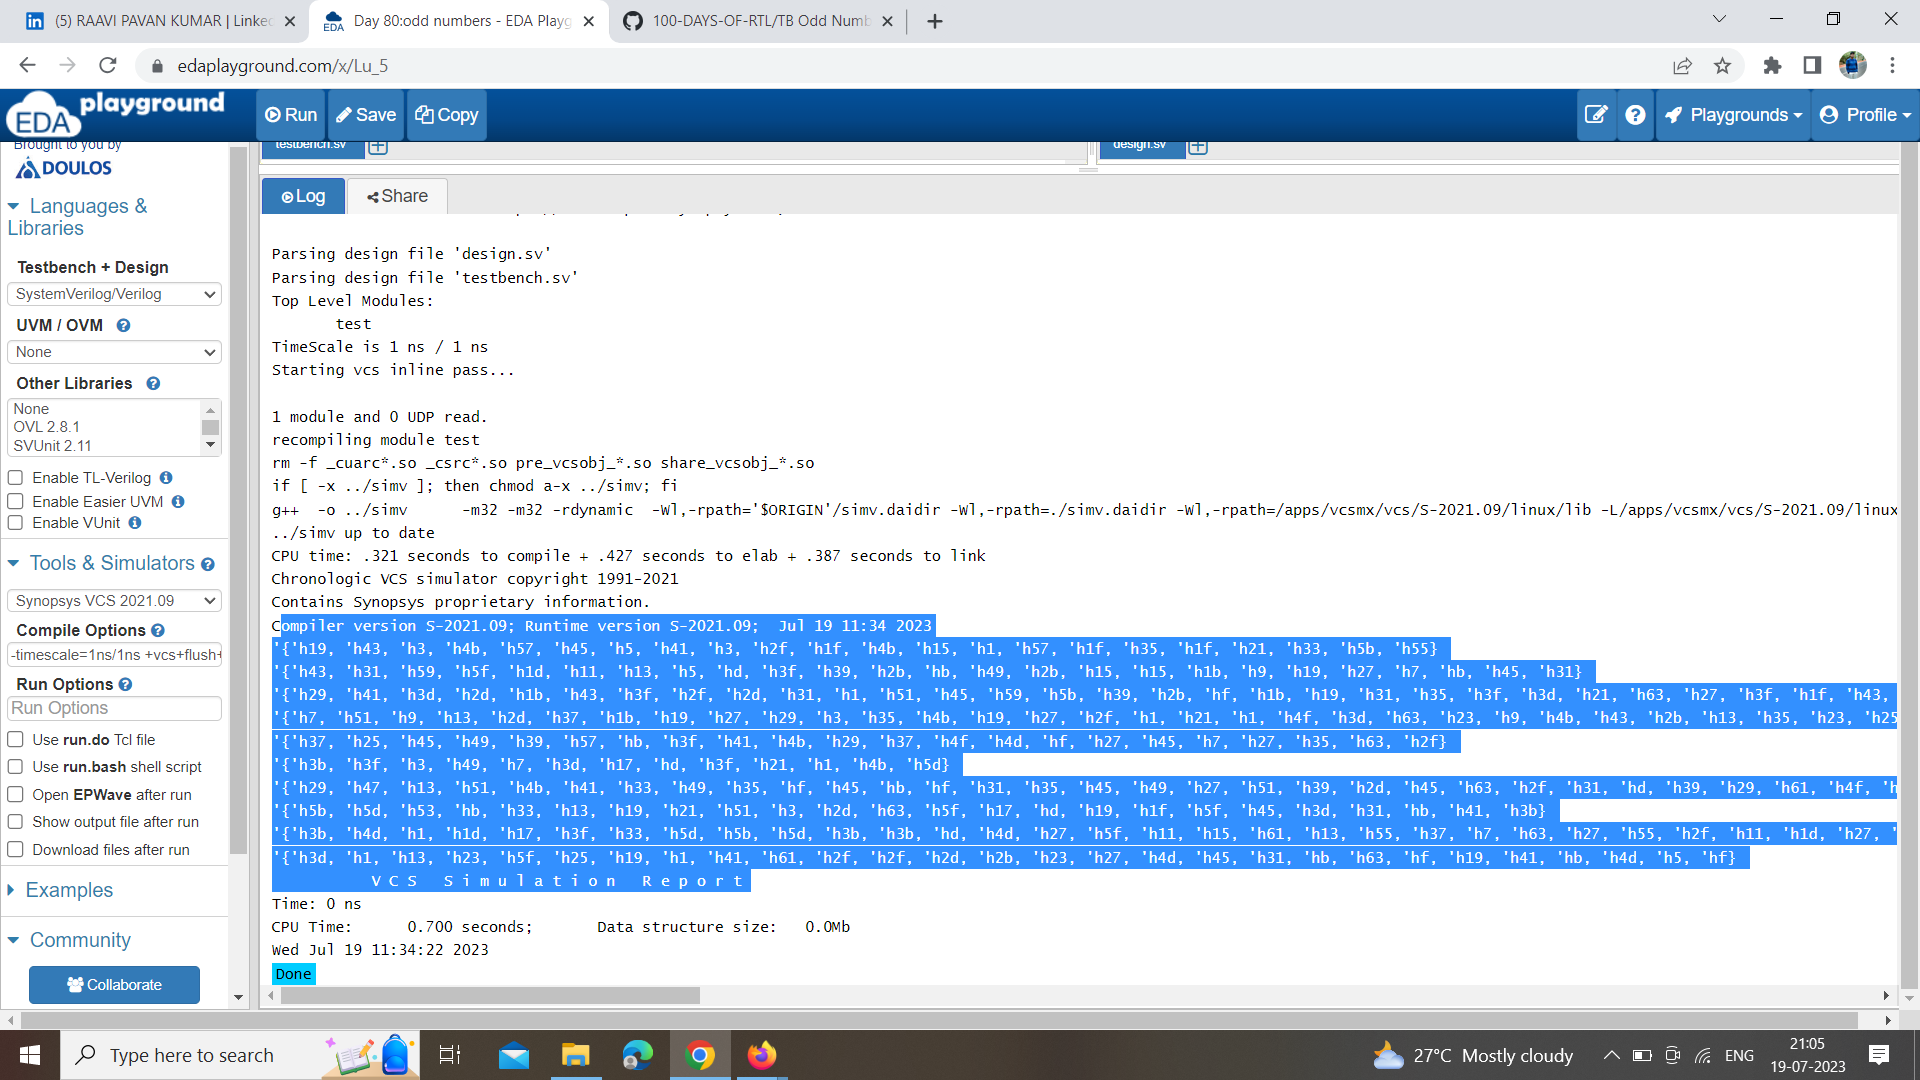 (5) RAAVI PAVAN KUMAR | Linke
Day 80:odd numbers - EDA Playg
100-DAYS-OF-RTL/TB Odd Numb
edaplayground.com/x/Lu_5
EDA playground
Run
Save
Copy
Playgrounds
Profile
Brought to you by
DOULOS
testbench.sv
design.sv
Log
Share
Languages &
Libraries
Testbench + Design
SystemVerilog/Verilog
UVM / OVM
None
Other Libraries
None
OVL 2.8.1
SVUnit 2.11
Enable TL-Verilog
Enable Easier UVM
Enable VUnit
Tools & Simulators
Synopsys VCS 2021.09
Compile Options
-timescale=1ns/1ns +vcs+flush+
Run Options
Run Options
Use run.do Tcl file
Use run.bash shell script
Open EPWave after run
Show output file after run
Download files after run
Examples
Community
Collaborate
Parsing design file 'design.sv'
Parsing design file 'testbench.sv'
Top Level Modules:
test
TimeScale is 1 ns / 1 ns
Starting vcs inline pass...
1 module and 0 UDP read.
recompiling module test
rm -f _cuarc*.so _csrc*.so pre_vcsobj_*.so share_vcsobj_*.so
if [ -x ../simv ]; then chmod a-x ../simv; fi
g++ -o ../simv -m32 -m32 -rdynamic -Wl,-rpath='$ORIGIN'/simv.daidir -Wl,-rpath=./simv.daidir -Wl,-rpath=/apps/vcsmx/vcs/S-2021.09/linux/lib -L/apps/vcsmx/vcs/S-2021.09/linux
../simv up to date
CPU time: .321 seconds to compile + .427 seconds to elab + .387 seconds to link
Chronologic VCS simulator copyright 1991-2021
Contains Synopsys proprietary information.
Compiler version S-2021.09; Runtime version S-2021.09; Jul 19 11:34 2023
'{'h19, 'h43, 'h3, 'h4b, 'h57, 'h45, 'h5, 'h41, 'h3, 'h2f, 'h1f, 'h4b, 'h15, 'h1, 'h57, 'h1f, 'h35, 'h1f, 'h21, 'h33, 'h5b, 'h55}
'{'h43, 'h31, 'h59, 'h5f, 'h1d, 'h11, 'h13, 'h5, 'hd, 'h3f, 'h39, 'h2b, 'hb, 'h49, 'h2b, 'h15, 'h15, 'h1b, 'h9, 'h19, 'h27, 'h7, 'hb, 'h45, 'h31}
'{'h29, 'h41, 'h3d, 'h2d, 'h1b, 'h43, 'h3f, 'h2f, 'h2d, 'h31, 'h1, 'h51, 'h45, 'h59, 'h5b, 'h39, 'h2b, 'hf, 'h1b, 'h19, 'h31, 'h35, 'h3f, 'h3d, 'h21, 'h63, 'h27, 'h3f, 'h1f, 'h43,
'{'h7, 'h51, 'h9, 'h13, 'h2d, 'h37, 'h1b, 'h19, 'h27, 'h29, 'h3, 'h35, 'h4b, 'h19, 'h27, 'h2f, 'h1, 'h21, 'h1, 'h4f, 'h3d, 'h63, 'h23, 'h9, 'h4b, 'h43, 'h2b, 'h13, 'h35, 'h23, 'h25
'{'h37, 'h25, 'h45, 'h49, 'h39, 'h57, 'hb, 'h3f, 'h41, 'h4b, 'h29, 'h37, 'h4f, 'h4d, 'hf, 'h27, 'h45, 'h7, 'h27, 'h35, 'h63, 'h2f}
'{'h3b, 'h3f, 'h3, 'h49, 'h7, 'h3d, 'h17, 'hd, 'h3f, 'h21, 'h1, 'h4b, 'h5d}
'{'h29, 'h47, 'h13, 'h51, 'h4b, 'h41, 'h33, 'h49, 'h35, 'hf, 'h45, 'hb, 'hf, 'h31, 'h35, 'h45, 'h49, 'h27, 'h51, 'h39, 'h2d, 'h45, 'h63, 'h2f, 'h31, 'hd, 'h39, 'h29, 'h61, 'h4f, 'h
'{'h5b, 'h5d, 'h53, 'hb, 'h33, 'h13, 'h19, 'h21, 'h51, 'h3, 'h2d, 'h63, 'h5f, 'h17, 'hd, 'h19, 'h1f, 'h5f, 'h45, 'h3d, 'h31, 'hb, 'h41, 'h3b}
'{'h3b, 'h4d, 'h1, 'h1d, 'h17, 'h3f, 'h33, 'h5d, 'h5b, 'h5d, 'h3b, 'h3b, 'hd, 'h4d, 'h27, 'h5f, 'h11, 'h15, 'h61, 'h13, 'h55, 'h37, 'h7, 'h63, 'h27, 'h55, 'h2f, 'h11, 'h1d, 'h27, '
'{'h3d, 'h1, 'h13, 'h23, 'h5f, 'h25, 'h19, 'h1, 'h41, 'h61, 'h2f, 'h2f, 'h2d, 'h2b, 'h23, 'h27, 'h4d, 'h45, 'h31, 'hb, 'h63, 'hf, 'h19, 'h41, 'hb, 'h4d, 'h5, 'hf}
V C S S i m u l a t i o n R e p o r t
Time: 0 ns
CPU Time: 0.700 seconds; Data structure size: 0.0Mb
Wed Jul 19 11:34:22 2023
Done
Type here to search
27°C Mostly cloudy
ENG
21:05
19-07-2023